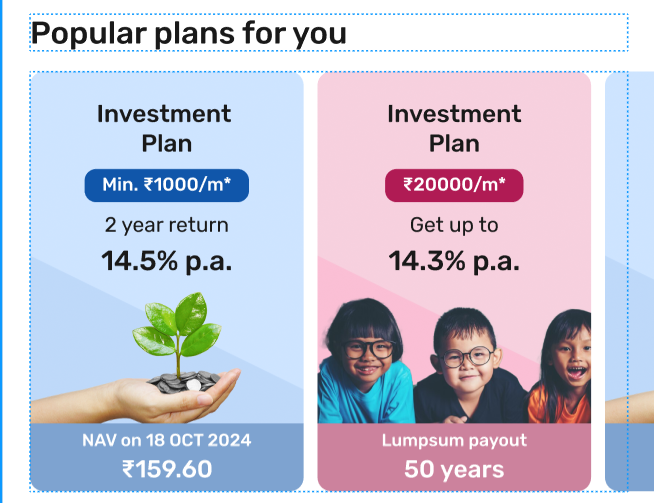 Popular plans for you
Investment
Plan
Min. ₹1000/m*
2 year return
14.5% p.a.
NAV on 18 OCT 2024
₹159.60
Investment
Plan
₹20000/m*
Get up to
14.3% p.a.
Lumpsum payout
50 years